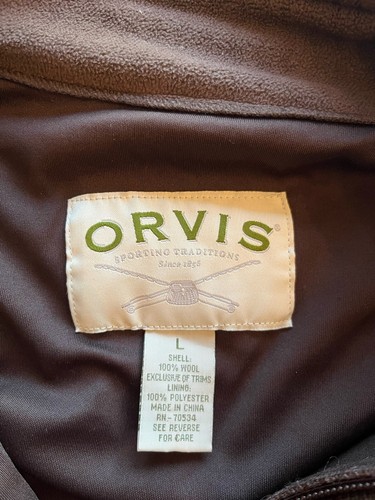 ORVIS®
SPORTING TRADITIONS
Since 1856
L
SHELL:
100% WOOL
EXCLUSIVE OF TRIMS
LINING:
100% POLYESTER
MADE IN CHINA
RN-70534
SEE REVERSE
FOR CARE